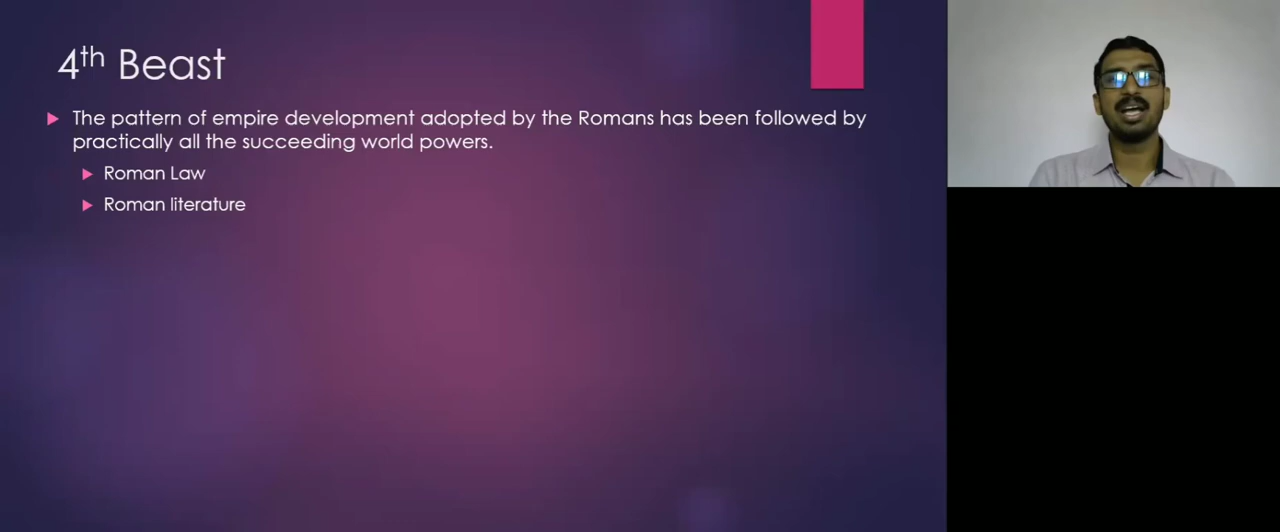 4th Beast
The pattern of empire development adopted by the Romans has been followed by
practically all the succeeding world powers.
Roman Law
Roman literature